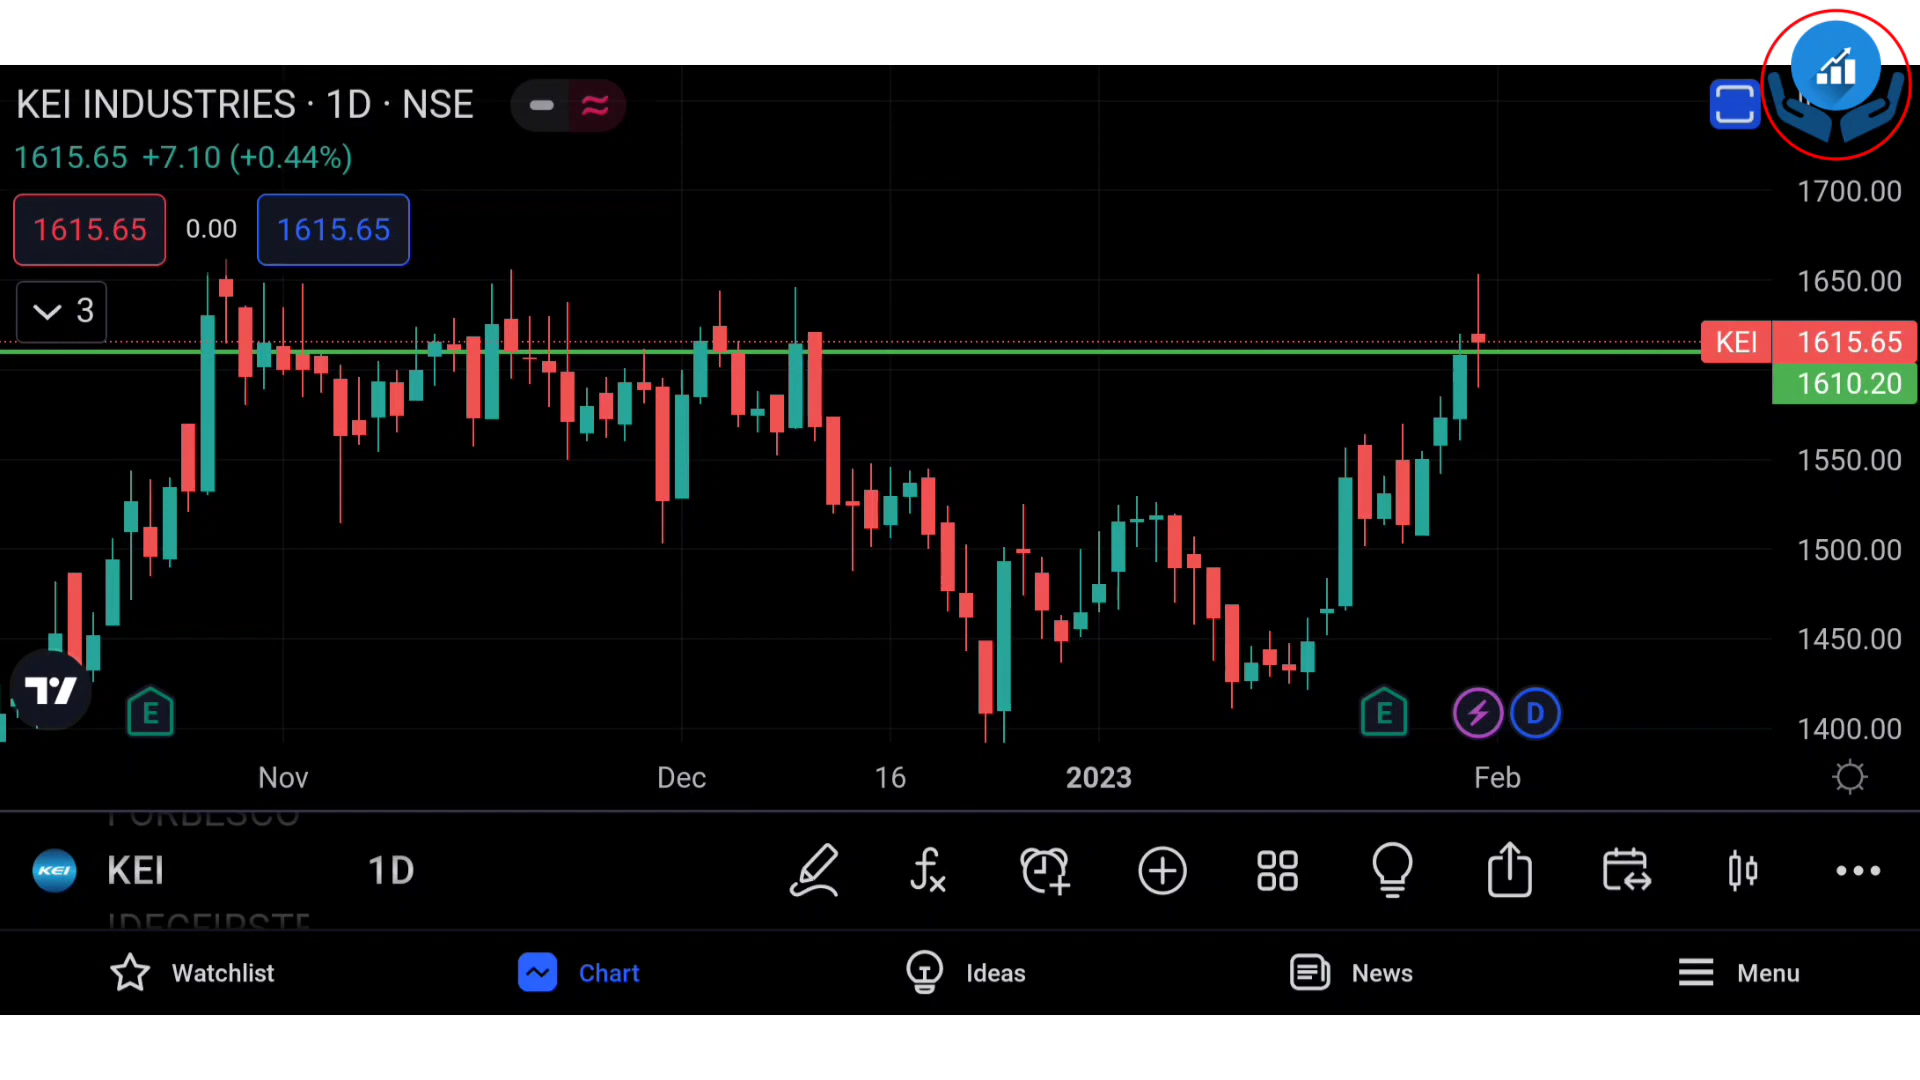 KEI INDUSTRIES · 1D · NSE
1615.65 +7.10 (+0.44%)
1615.65 0.00 1615.65
3
1700.00
1650.00
KEI 1615.65
1610.20
1550.00
1500.00
1450.00
1400.00
E E D
Nov Dec 16 2023 Feb
KEI 1D
KEI
Watchlist Chart Ideas News Menu